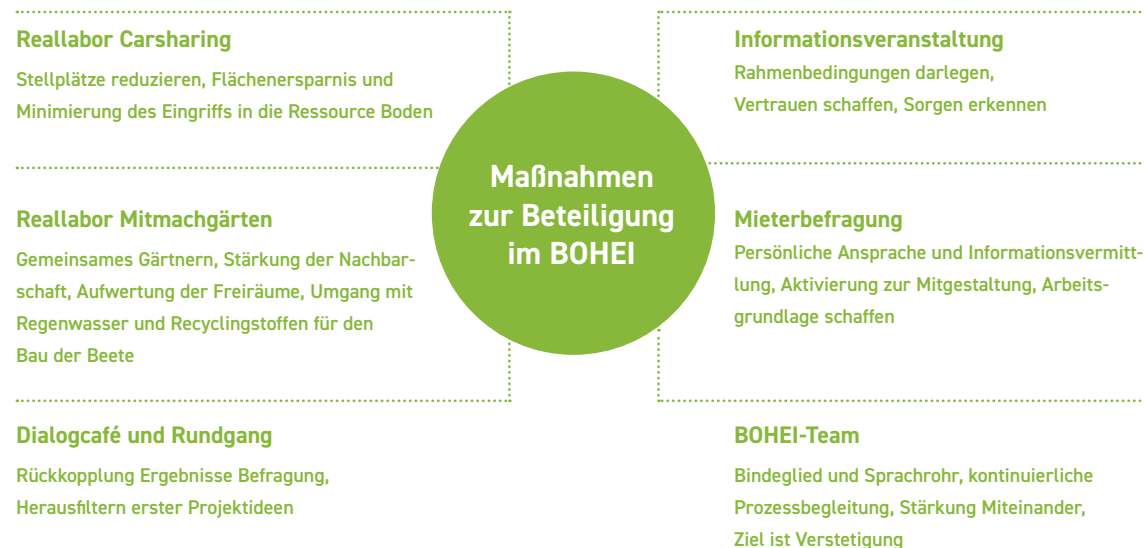 Reallabor Carsharing
Stellplätze reduzieren, Flächenersparnis und
Minimierung des Eingriffs in die Ressource Boden
Reallabor Mitmachgärten
Gemeinsames Gärtnern, Stärkung der Nachbar-
schaft, Aufwertung der Freiräume, Umgang mit
Regenwasser und Recyclingstoffen für den
Bau der Beete
Dialogcafé und Rundgang
Rückkopplung Ergebnisse Befragung,
Herausfiltern erster Projektideen
Maßnahmen
zur Beteiligung
im BOHEI
Informationsveranstaltung
Rahmenbedingungen darlegen,
Vertrauen schaffen, Sorgen erkennen
Mieterbefragung
Persönliche Ansprache und Informationsvermitt-
lung, Aktivierung zur Mitgestaltung, Arbeits-
grundlage schaffen
BOHEI-Team
Bindeglied und Sprachrohr, kontinuierliche
Prozessbegleitung, Stärkung Miteinander,
Ziel ist Verstetigung